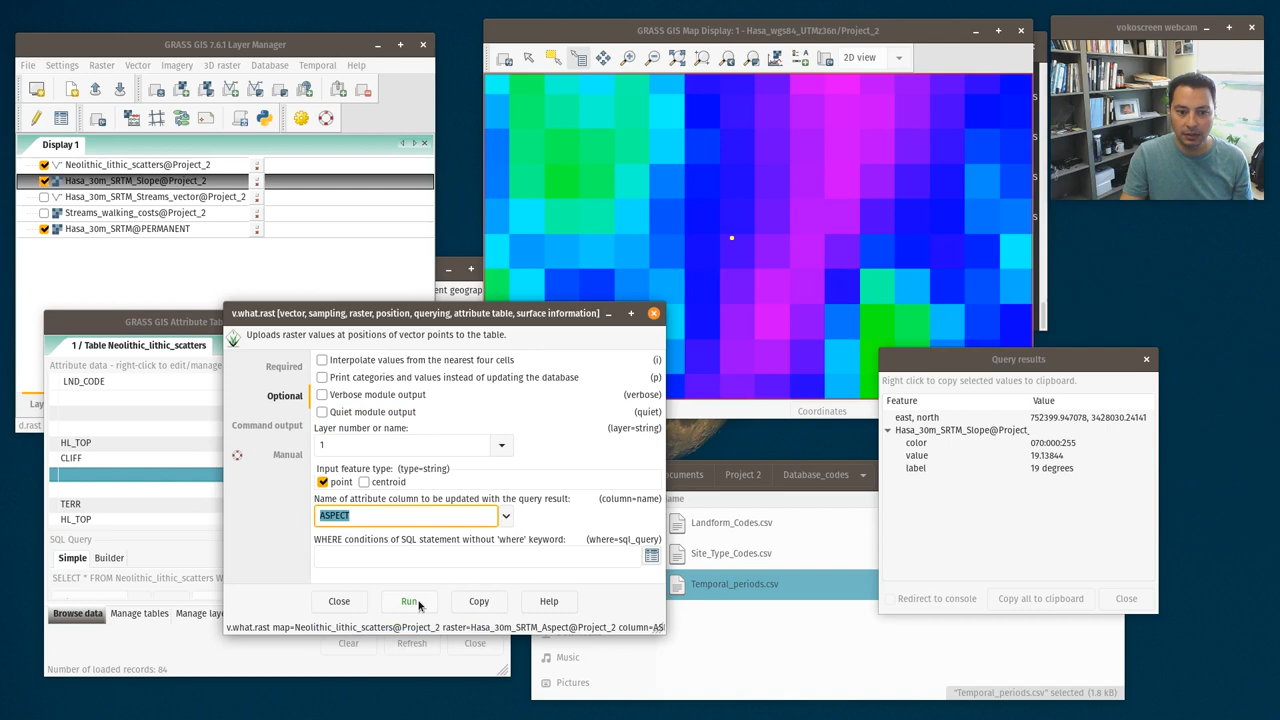 GRASS GIS 7.6.1 Layer Manager
File Settings Raster Vector Imagery 3D raster Database Temporal Help
Display 1
Neolithic_lithic_scatters@Project_2
Hasa_30m_SRTM_Slope@Project_2
Hasa_30m_SRTM_Streams_vector@Project_2
Streams_walking_costs@Project_2
Hasa_30m_SRTM@PERMANENT
d.rast
GRASS GIS Map Display: 1 - Hasa_wgs84_UTMz36n/Project_2
2D view
Coordinates
vokoscreen webcam
ent geograp
GRASS GIS Attribute Tab
1 / Table Neolithic_lithic_scatters
Attribute data - right-click to edit/manage
LND_CODE
HL_TOP
CLIFF
TERR
HL_TOP
SQL Query
Simple Builder
SELECT * FROM Neolithic_lithic_scatters W
Browse data Manage tables Manage lay
Clear Refresh Close
Number of loaded records: 84
v.what.rast [vector, sampling, raster, position, querying, attribute table, surface information]
Uploads raster values at positions of vector points to the table.
Required
Optional
Command output
Manual
Interpolate values from the nearest four cells (i)
Print categories and values instead of updating the database (p)
Verbose module output (verbose)
Quiet module output (quiet)
Layer number or name: (layer=string)
1
Input feature type: (type=string)
point centroid
Name of attribute column to be updated with the query result: (column=name)
ASPECT
WHERE conditions of SQL statement without 'where' keyword: (where=sql_query)
Close Run Copy Help
v.what.rast map=Neolithic_lithic_scatters@Project_2 raster=Hasa_30m_SRTM_Aspect@Project_2 column=AS
ocuments Project 2 Database_codes
ame
Landform_Codes.csv
Site_Type_Codes.csv
Temporal_periods.csv
Music
Pictures
"Temporal_periods.csv" selected (1.8 kB)
Query results
Right click to copy selected values to clipboard.
Feature Value
east, north 752399.947078, 3428030.24141
Hasa_30m_SRTM_Slope@Project_
color 070:000:255
value 19.13844
label 19 degrees
Redirect to console Copy all to clipboard Close